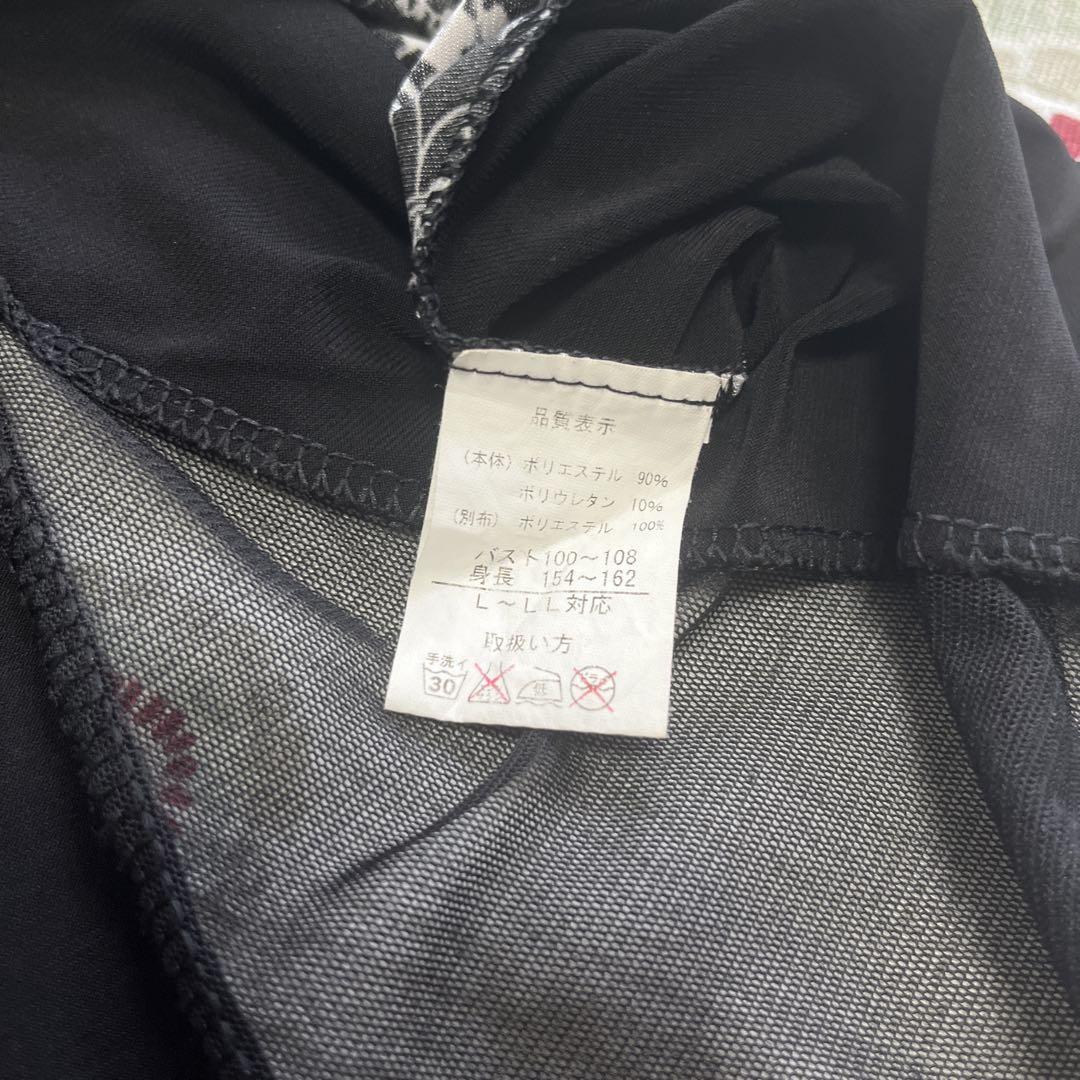 品質表示
(本体) ポリエステル 90%
ポリウレタン 10%
(別布) ポリエステル 100%
バスト100〜108
身長 154〜162
L〜LL対応
取扱い方
手洗イ
30 低